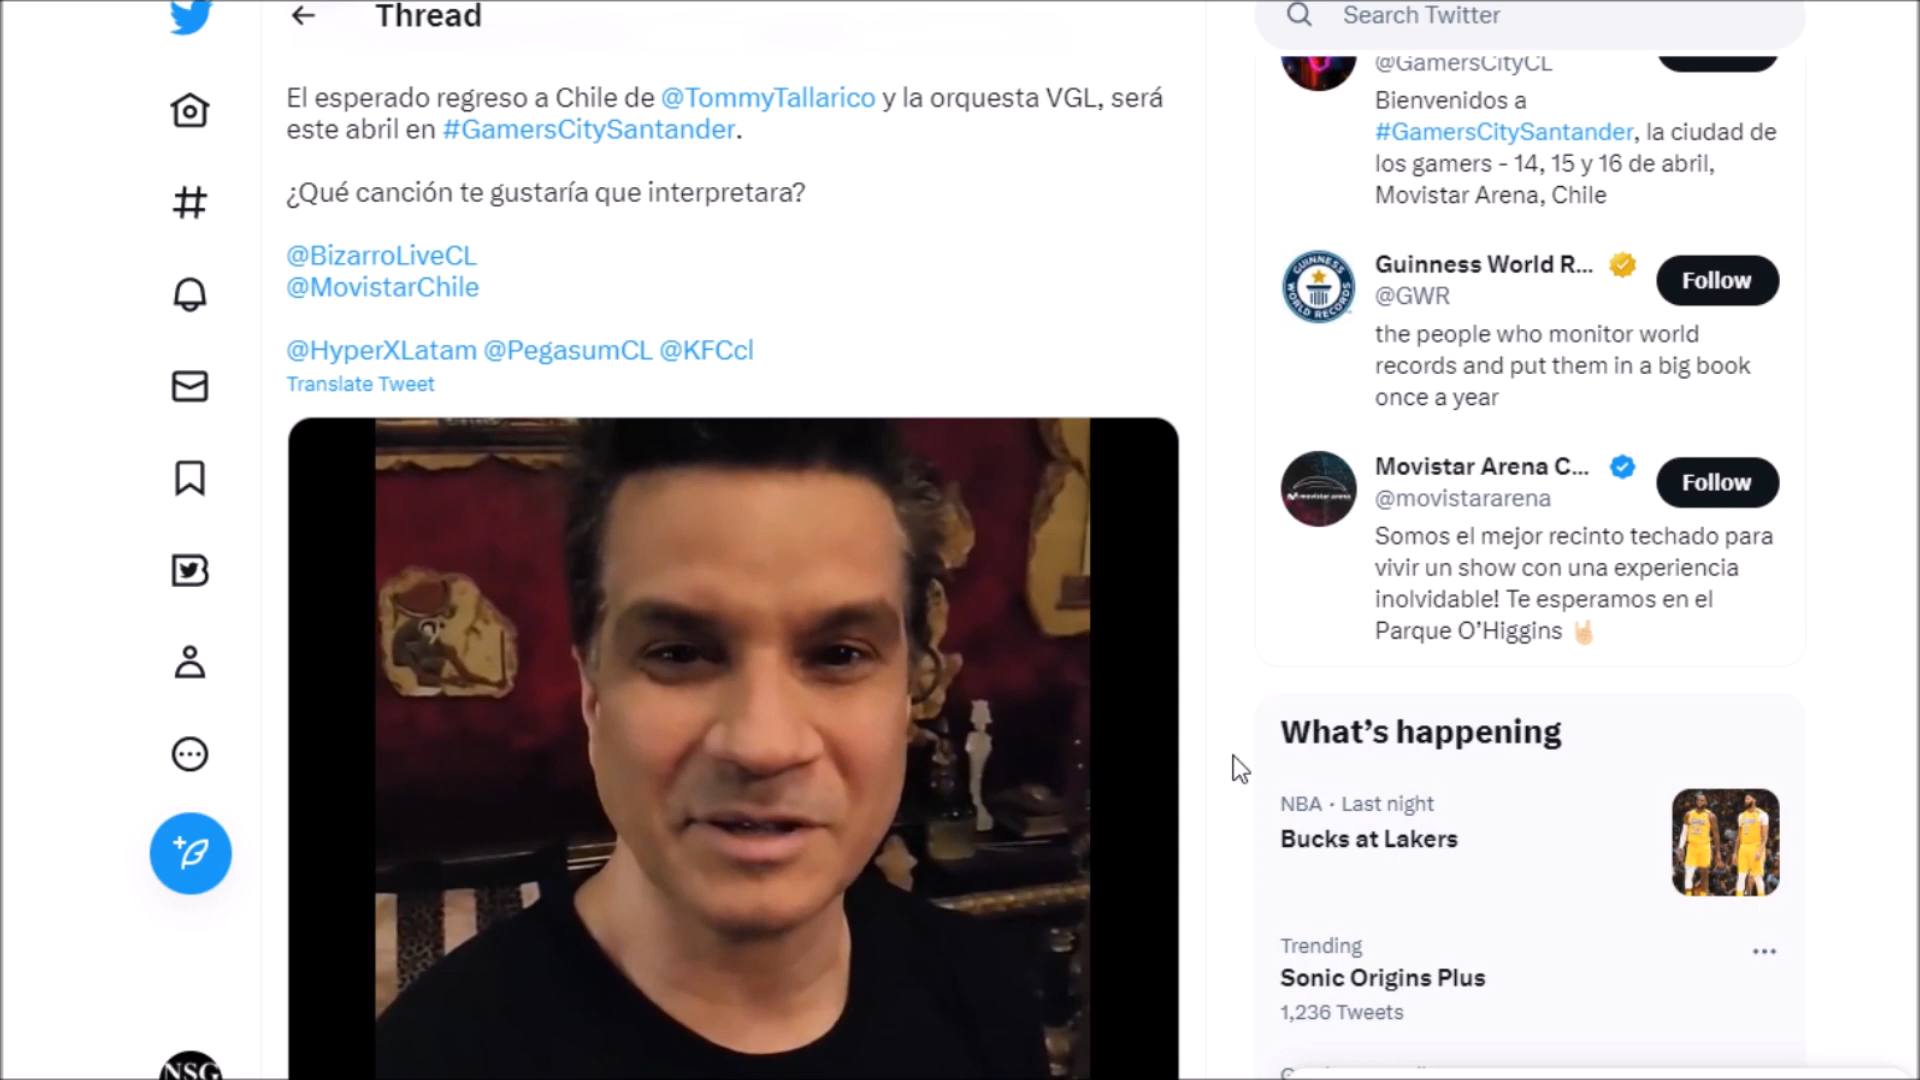 Thread
El esperado regreso a Chile de @TommyTallarico y la orquesta VGL, será
este abril en #GamersCitySantander.
¿Qué canción te gustaría que interpretara?
@BizarroLiveCL
@MovistarChile
@HyperXLatam @PegasumCL @KFCcl
Translate Tweet
NSG
Search Twitter
@GamersCityCL
Bienvenidos a
#GamersCitySantander, la ciudad de
los gamers - 14, 15 y 16 de abril,
Movistar Arena, Chile
Guinness World R...
@GWR
Follow
GUINNESS
WORLD RECORDS
the people who monitor world
records and put them in a big book
once a year
Movistar Arena C...
@movistararena
Follow
movistar arena
Somos el mejor recinto techado para
vivir un show con una experiencia
inolvidable! Te esperamos en el
Parque O’Higgins 🤘🏻
What’s happening
NBA · Last night
Bucks at Lakers
Trending
Sonic Origins Plus
1,236 Tweets